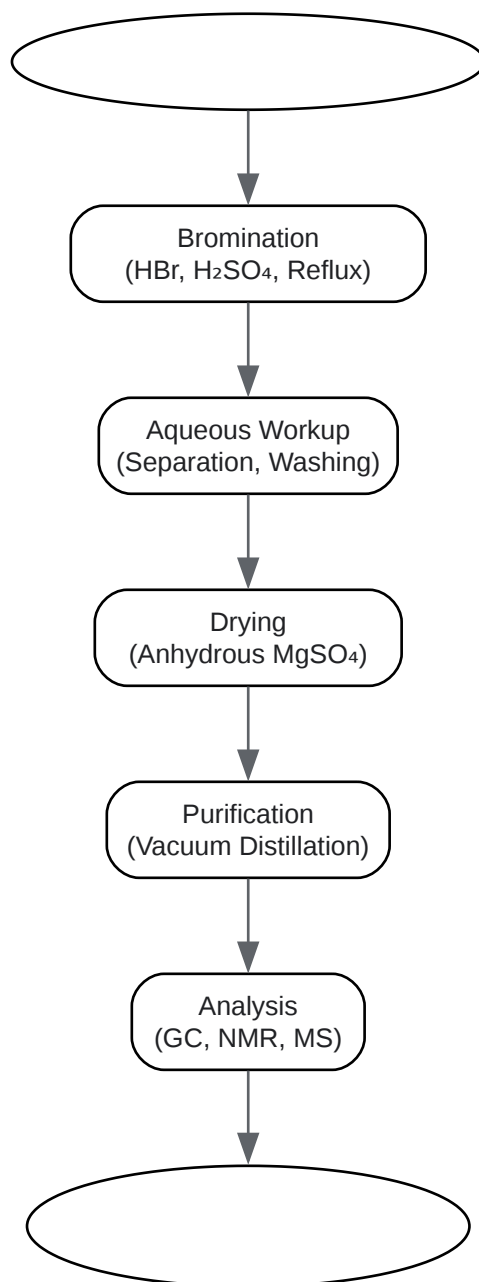 Bromination
(HBr, H₂SO₄, Reflux)
Aqueous Workup
(Separation, Washing)
Drying
(Anhydrous MgSO₄)
Purification
(Vacuum Distillation)
Analysis
(GC, NMR, MS)